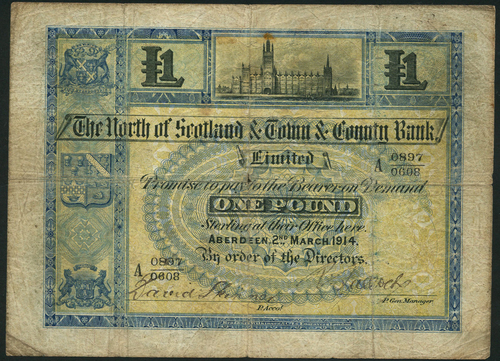 £1 £1
The North of Scotland & Town & County Bank,
Limited
A 0897/0608
Promise to pay to the Bearer on Demand
ONE POUND
Sterling at their Office here.
ABERDEEN, 2ND MARCH 1914.
By order of the Directors.
A 0897/0608
David
P. Acct.
P. Gen. Manager